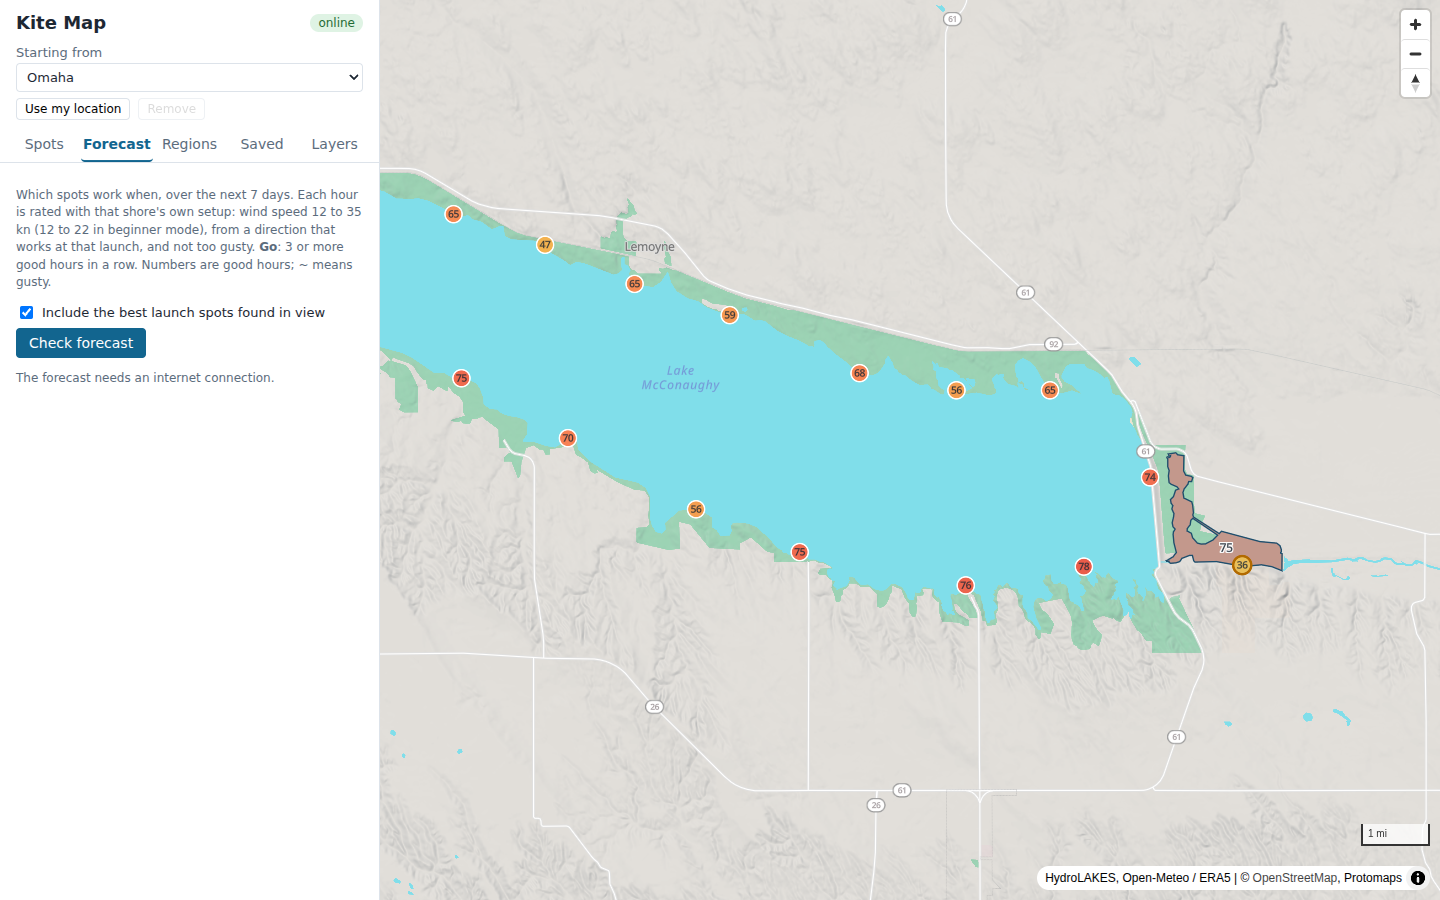 Kite Map
online
Starting from
Omaha
Use my location
Remove
Spots
Forecast
Regions
Saved
Layers
Which spots work when, over the next 7 days. Each hour
is rated with that shore's own setup: wind speed 12 to 35
kn (12 to 22 in beginner mode), from a direction that
works at that launch, and not too gusty. Go: 3 or more
good hours in a row. Numbers are good hours; ~ means
gusty.
Include the best launch spots found in view
Check forecast
The forecast needs an internet connection.
61
65
47
Lemoyne
65
61
59
92
Lake
McConaughy
68
75
56
65
70
61
74
56
75
75
36
78
76
26
61
61
26
1 mi
HydroLAKES, Open-Meteo / ERA5 | © OpenStreetMap, Protomaps